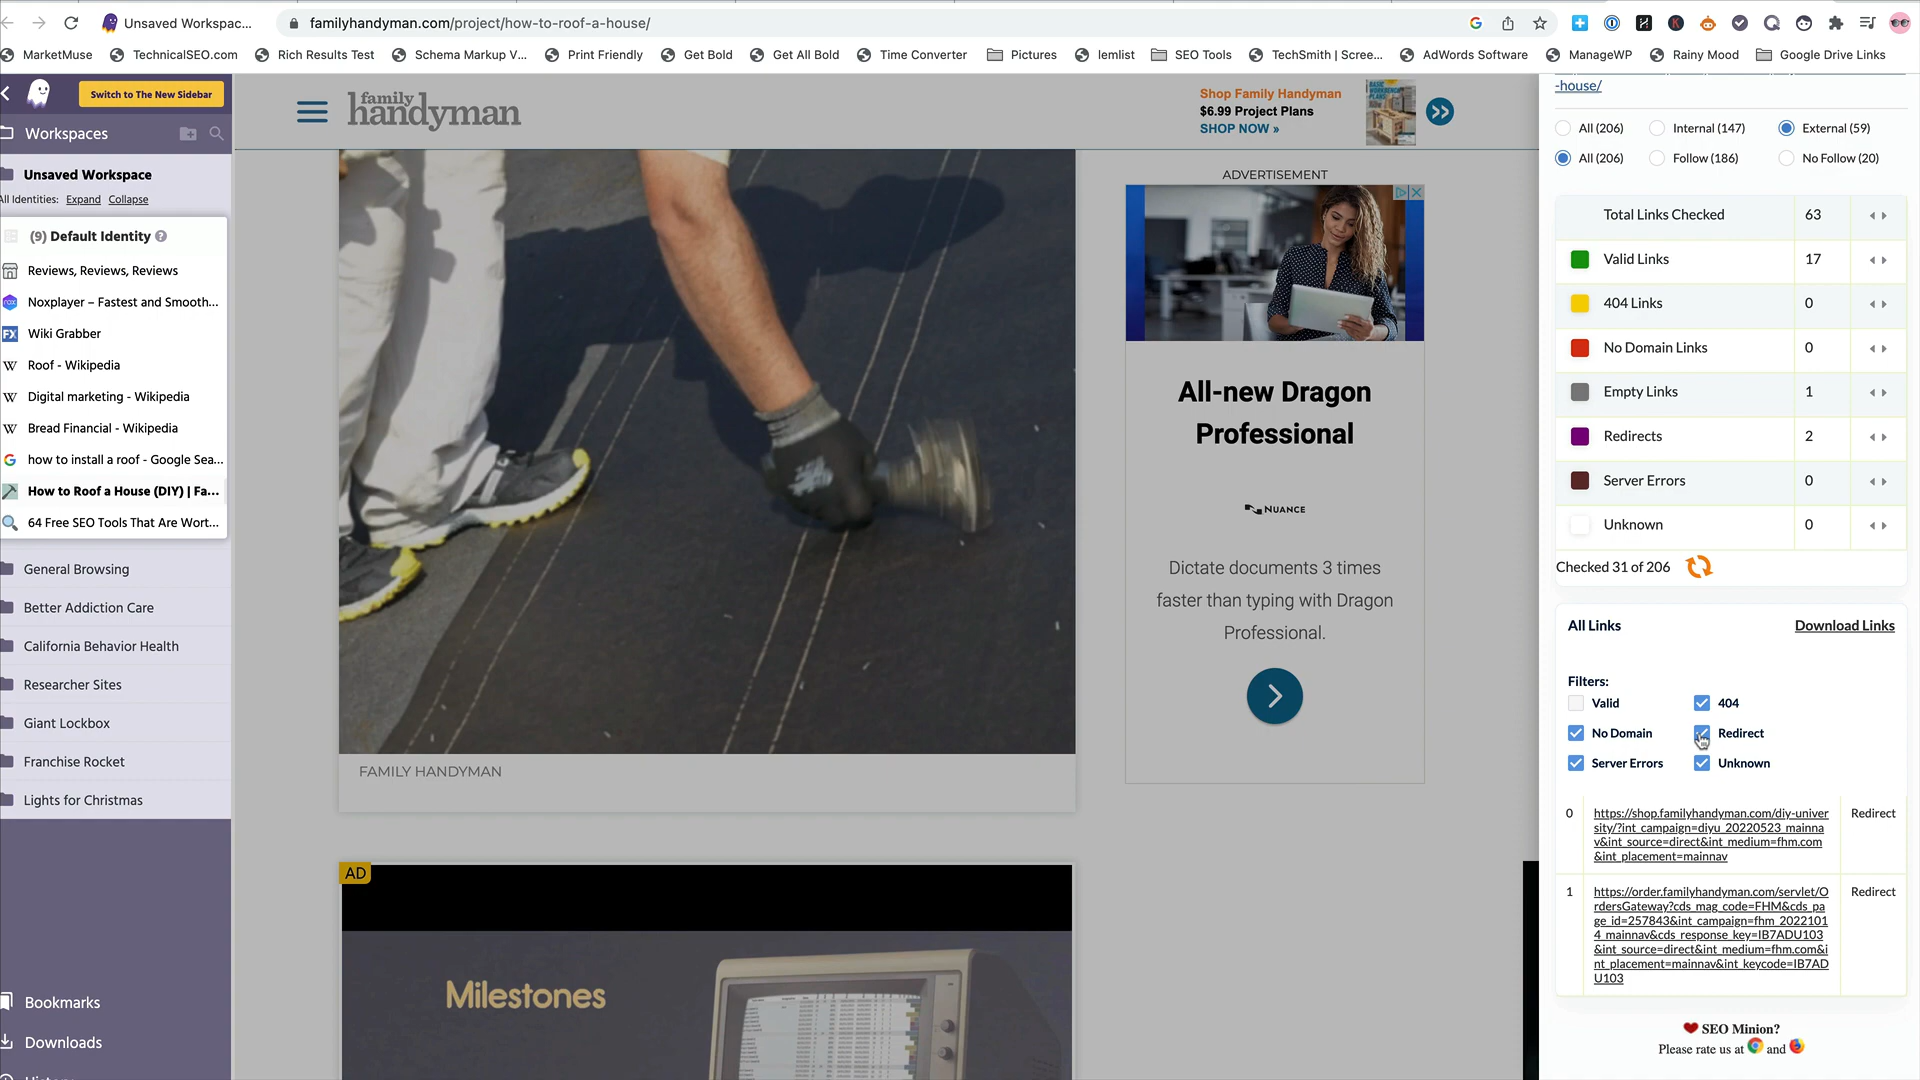 Unsaved Workspac...
familyhandyman.com/project/how-to-roof-a-house/
MarketMuse
TechnicalSEO.com
Rich Results Test
Schema Markup V...
Print Friendly
Get Bold
Get All Bold
Time Converter
Pictures
lemlist
SEO Tools
TechSmith | Scree...
AdWords Software
ManageWP
Rainy Mood
Google Drive Links
Switch to The New Sidebar
Workspaces
Unsaved Workspace
All Identities: Expand Collapse
(9) Default Identity ?
Reviews, Reviews, Reviews
Noxplayer – Fastest and Smooth...
Wiki Grabber
Roof - Wikipedia
Digital marketing - Wikipedia
Bread Financial - Wikipedia
how to install a roof - Google Sea...
How to Roof a House (DIY) | Fa...
64 Free SEO Tools That Are Wort...
General Browsing
Better Addiction Care
California Behavior Health
Researcher Sites
Giant Lockbox
Franchise Rocket
Lights for Christmas
Bookmarks
Downloads
family
handyman
Shop Family Handyman
$6.99 Project Plans
SHOP NOW »
FAMILY HANDYMAN
AD
Milestones
ADVERTISEMENT
All-new Dragon
Professional
NUANCE
Dictate documents 3 times
faster than typing with Dragon
Professional.
-house/
All (206)
Internal (147)
External (59)
All (206)
Follow (186)
No Follow (20)
Total Links Checked 63
Valid Links 17
404 Links 0
No Domain Links 0
Empty Links 1
Redirects 2
Server Errors 0
Unknown 0
Checked 31 of 206
All Links
Download Links
Filters:
Valid
404
No Domain
Redirect
Server Errors
Unknown
0
https://shop.familyhandyman.com/diy-univer
sity/?int_campaign=diyu_20220523_mainna
v&int_source=direct&int_medium=fhm.com
&int_placement=mainnav
Redirect
1
https://order.familyhandyman.com/servlet/O
rdersGateway?cds_mag_code=FHM&cds_pa
ge_id=257843&int_campaign=fhm_2022101
4_mainnav&cds_response_key=IB7ADU103
&int_source=direct&int_medium=fhm.com&i
nt_placement=mainnav&int_keycode=IB7AD
U103
Redirect
SEO Minion?
Please rate us at and